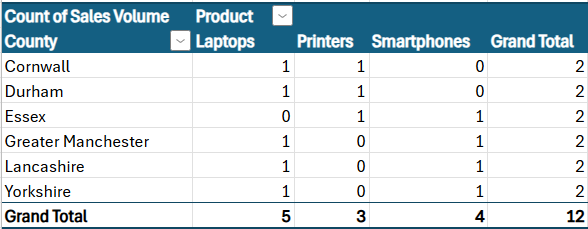 Count of Sales Volume Product
County Laptops Printers Smartphones Grand Total
Cornwall 1 1 0 2
Durham 1 1 0 2
Essex 0 1 1 2
Greater Manchester 1 0 1 2
Lancashire 1 0 1 2
Yorkshire 1 0 1 2
Grand Total 5 3 4 12